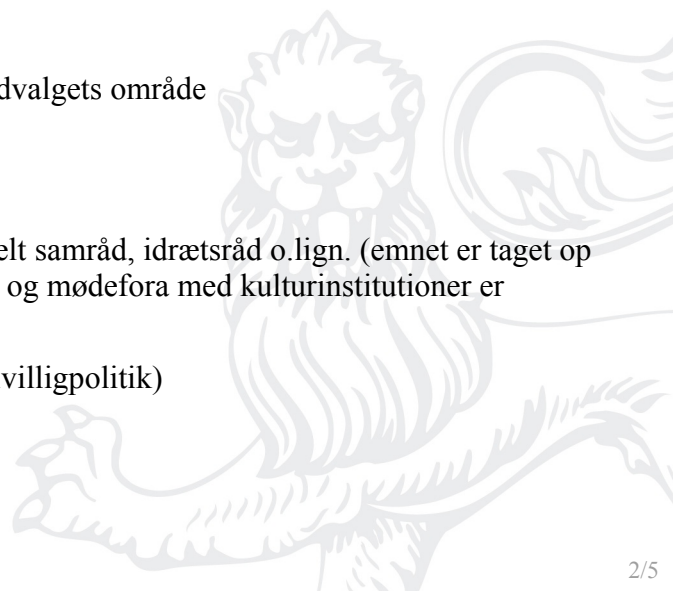 dvalgets område
elt samråd, idrætsråd o.lign. (emnet er taget op
og mødefora med kulturinstitutioner er
villigpolitik)
2/5